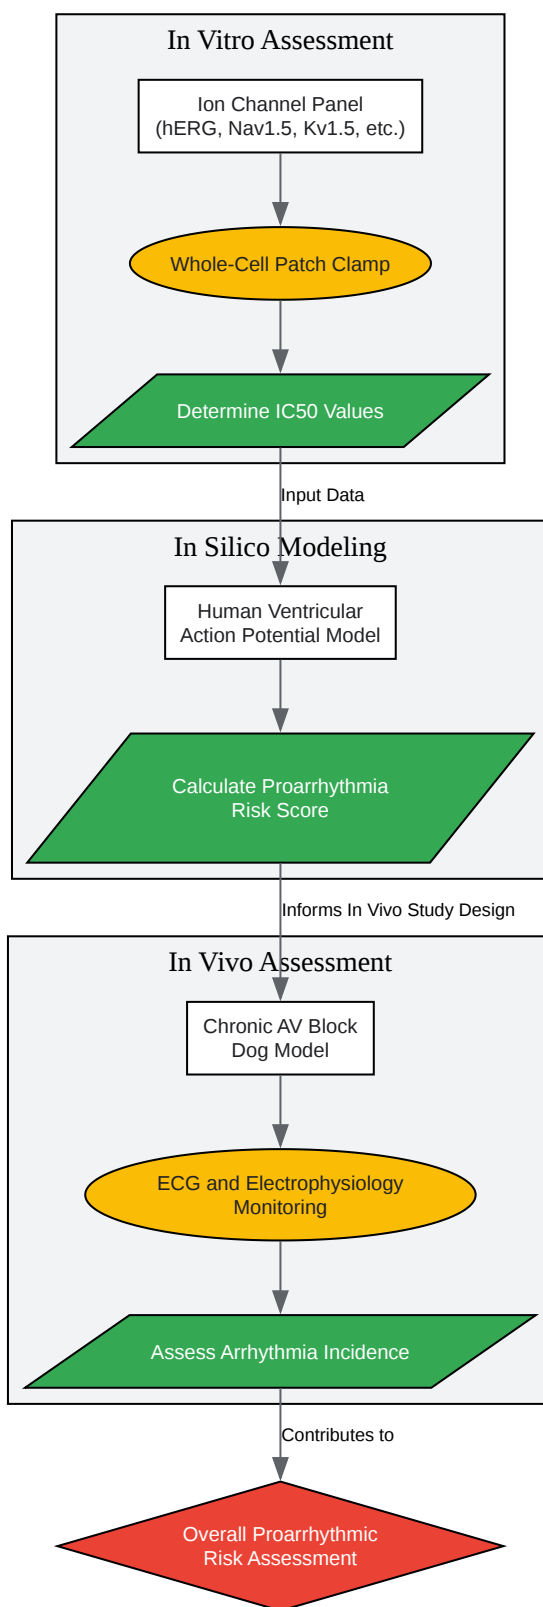 In Vitro Assessment
Ion Channel Panel
(hERG, Nav1.5, Kv1.5, etc.)
Whole-Cell Patch Clamp
Determine IC50 Values
Input Data
In Silico Modeling
Human Ventricular
Action Potential Model
Calculate Proarrhythmia
Risk Score
Informs In Vivo Study Design
In Vivo Assessment
Chronic AV Block
Dog Model
ECG and Electrophysiology
Monitoring
Assess Arrhythmia Incidence
Contributes to
Overall Proarrhythmic
Risk Assessment